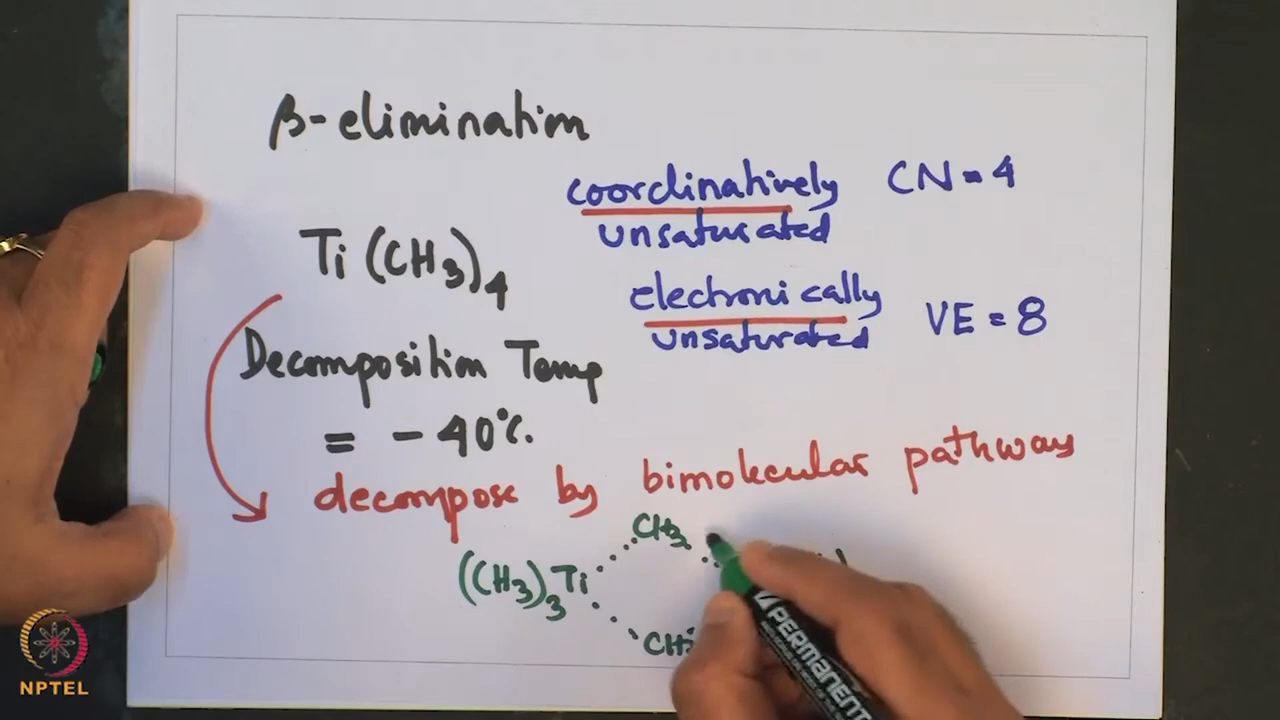 β-elimination
coordinatively CN = 4
unsaturated
Ti (CH3)4
electronically
unsaturated VE = 8
Decomposition Temp
= -40°C.
decompose by bimolecular pathway
CH3
(CH3)3Ti
CH3
PERMANENT
NPTEL